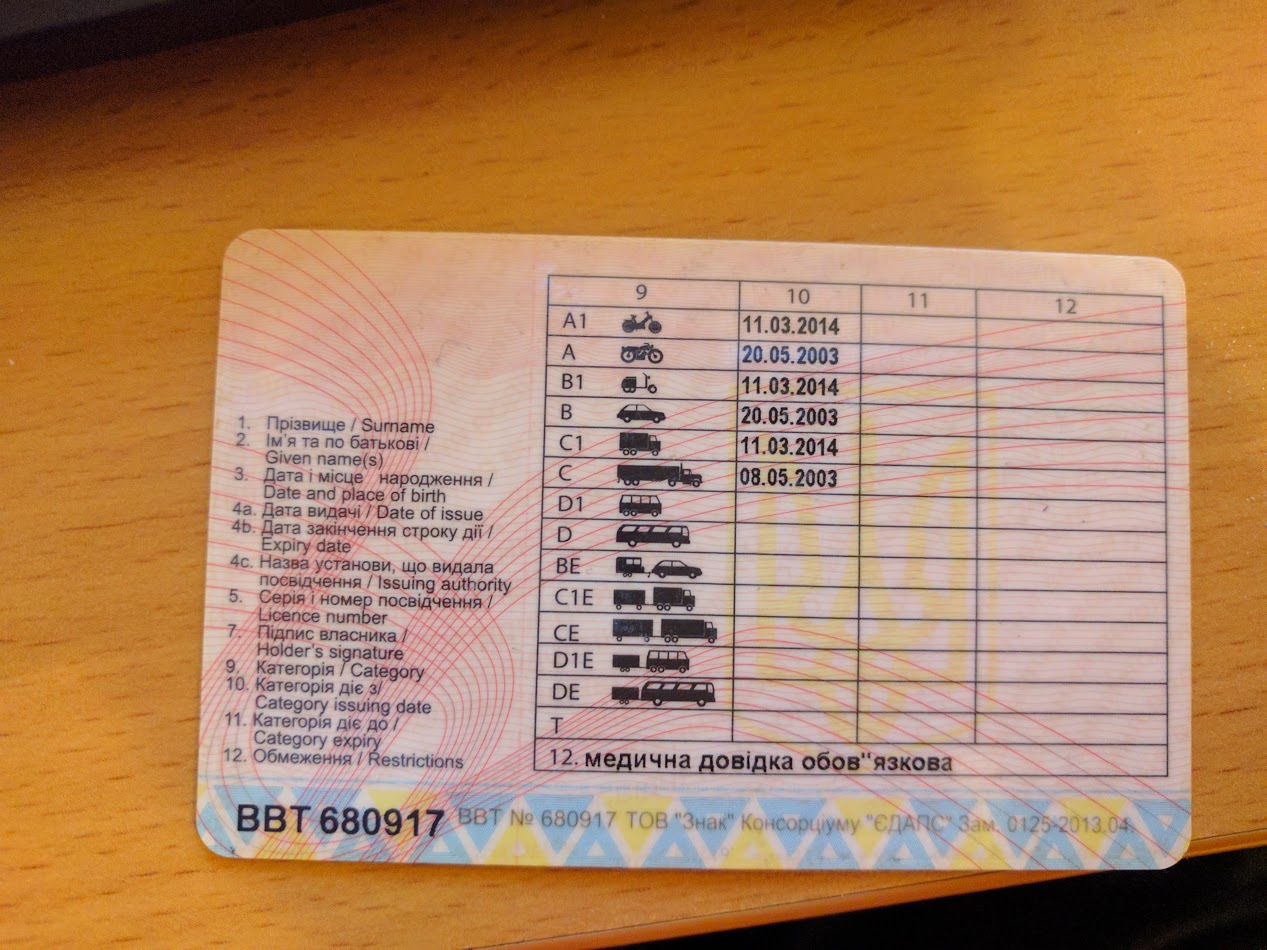 1. Прізвище / Surname
2. Ім'я та по батькові /
Given name(s)
3. Дата і місце народження /
Date and place of birth
4a. Дата видачі / Date of issue
4b. Дата закінчення строку дії /
Expiry date
4c. Назва установи, що видала
посвідчення / Issuing authority
5. Серія і номер посвідчення /
Licence number
7. Підпис власника /
Holder's signature
9. Категорія / Category
10. Категорія діє з/
Category issuing date
11. Категорія діє до /
Category expiry
12. Обмеження / Restrictions
9 10 11 12
A1 11.03.2014
A 20.05.2003
B1 11.03.2014
B 20.05.2003
C1 11.03.2014
C 08.05.2003
D1
D
BE
C1E
CE
D1E
DE
T
12. медична довідка обов"язкова
BBT 680917 BBT № 680917 ТОВ "Знак" Консорціуму "ЄДАПС" Зам. 0125-2013.04.